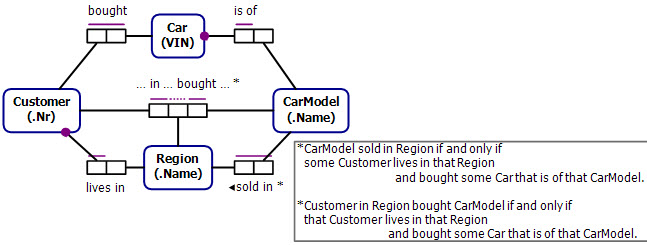 bought
is of
Car
(VIN)
... in ... bought ... *
Customer
(.Nr)
CarModel
(.Name)
Region
(.Name)
lives in
◄sold in *
*CarModel sold in Region if and only if
some Customer lives in that Region
and bought some Car that is of that CarModel.
*Customer in Region bought CarModel if and only if
that Customer lives in that Region
and bought some Car that is of that CarModel.